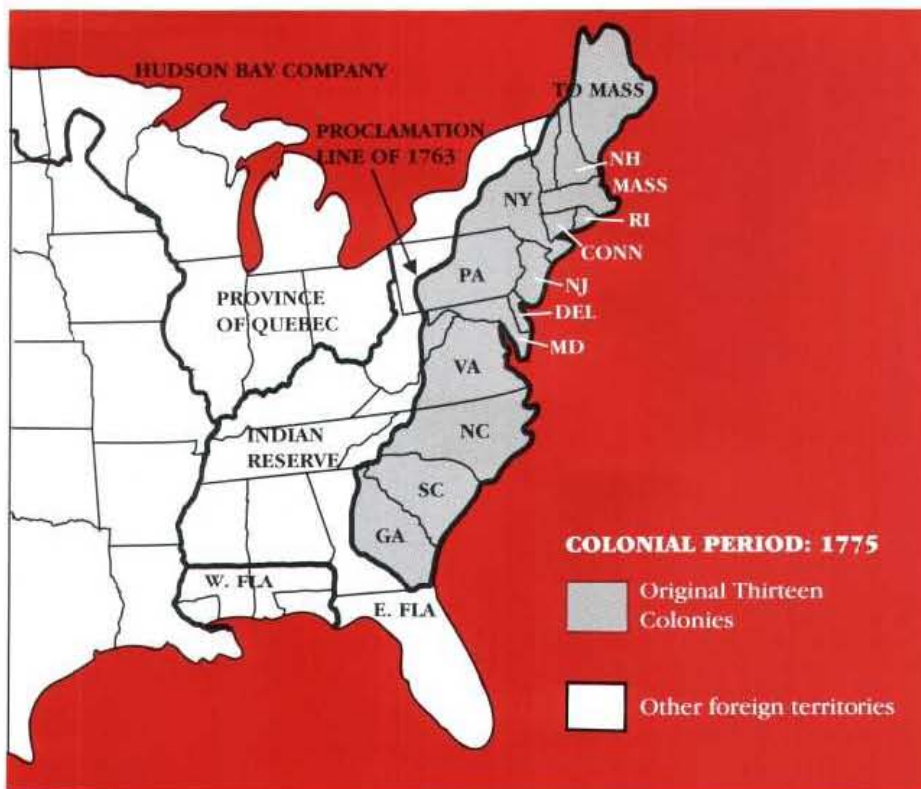 HUDSON BAY COMPANY
TO MASS
PROCLAMATION
LINE OF 1763
NH
MASS
NY
RI
CONN
PA
NJ
PROVINCE
OF QUEBEC
DEL
MD
VA
INDIAN
RESERVE
NC
SC
GA
COLONIAL PERIOD: 1775
W. FLA
Original Thirteen
Colonies
E. FLA
Other foreign territories